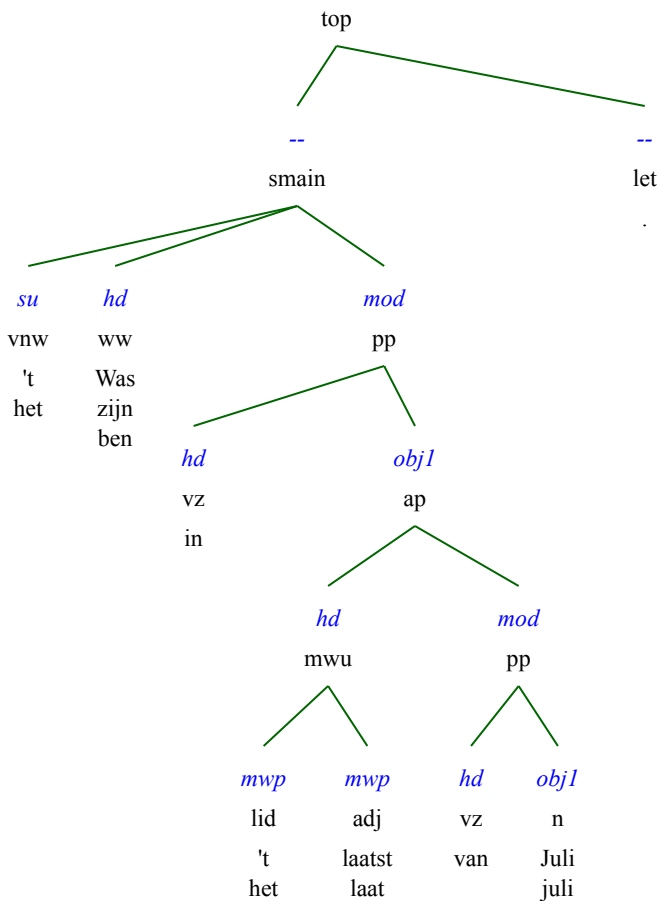 top
-- --
smain let
.
su hd mod
vnw ww pp
't Was
het zijn
ben
hd obj1
vz ap
in
hd mod
mwu pp
mwp mwp hd obj1
lid adj vz n
't laatst van Juli
het laat juli